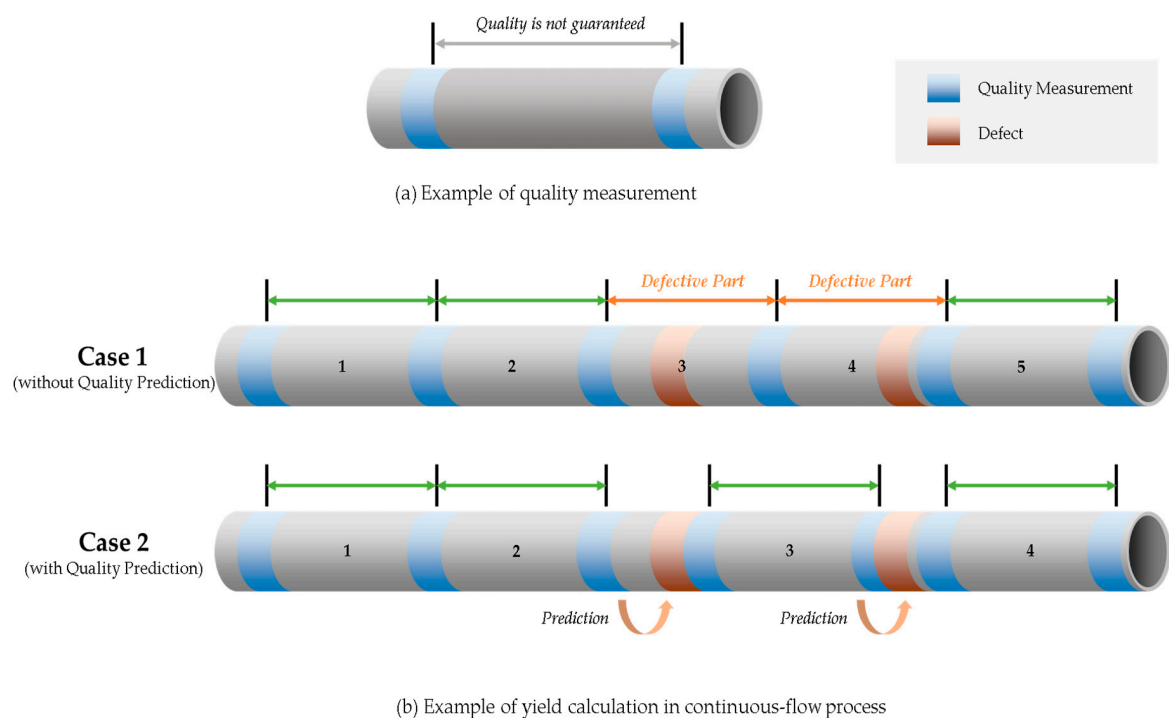 Quality is not guaranteed
Quality Measurement
Defect
(a) Example of quality measurement
Defective Part
Defective Part
Case 1
(without Quality Prediction)
1
2
3
4
5
Case 2
(with Quality Prediction)
1
2
3
4
Prediction
Prediction
(b) Example of yield calculation in continuous-flow process